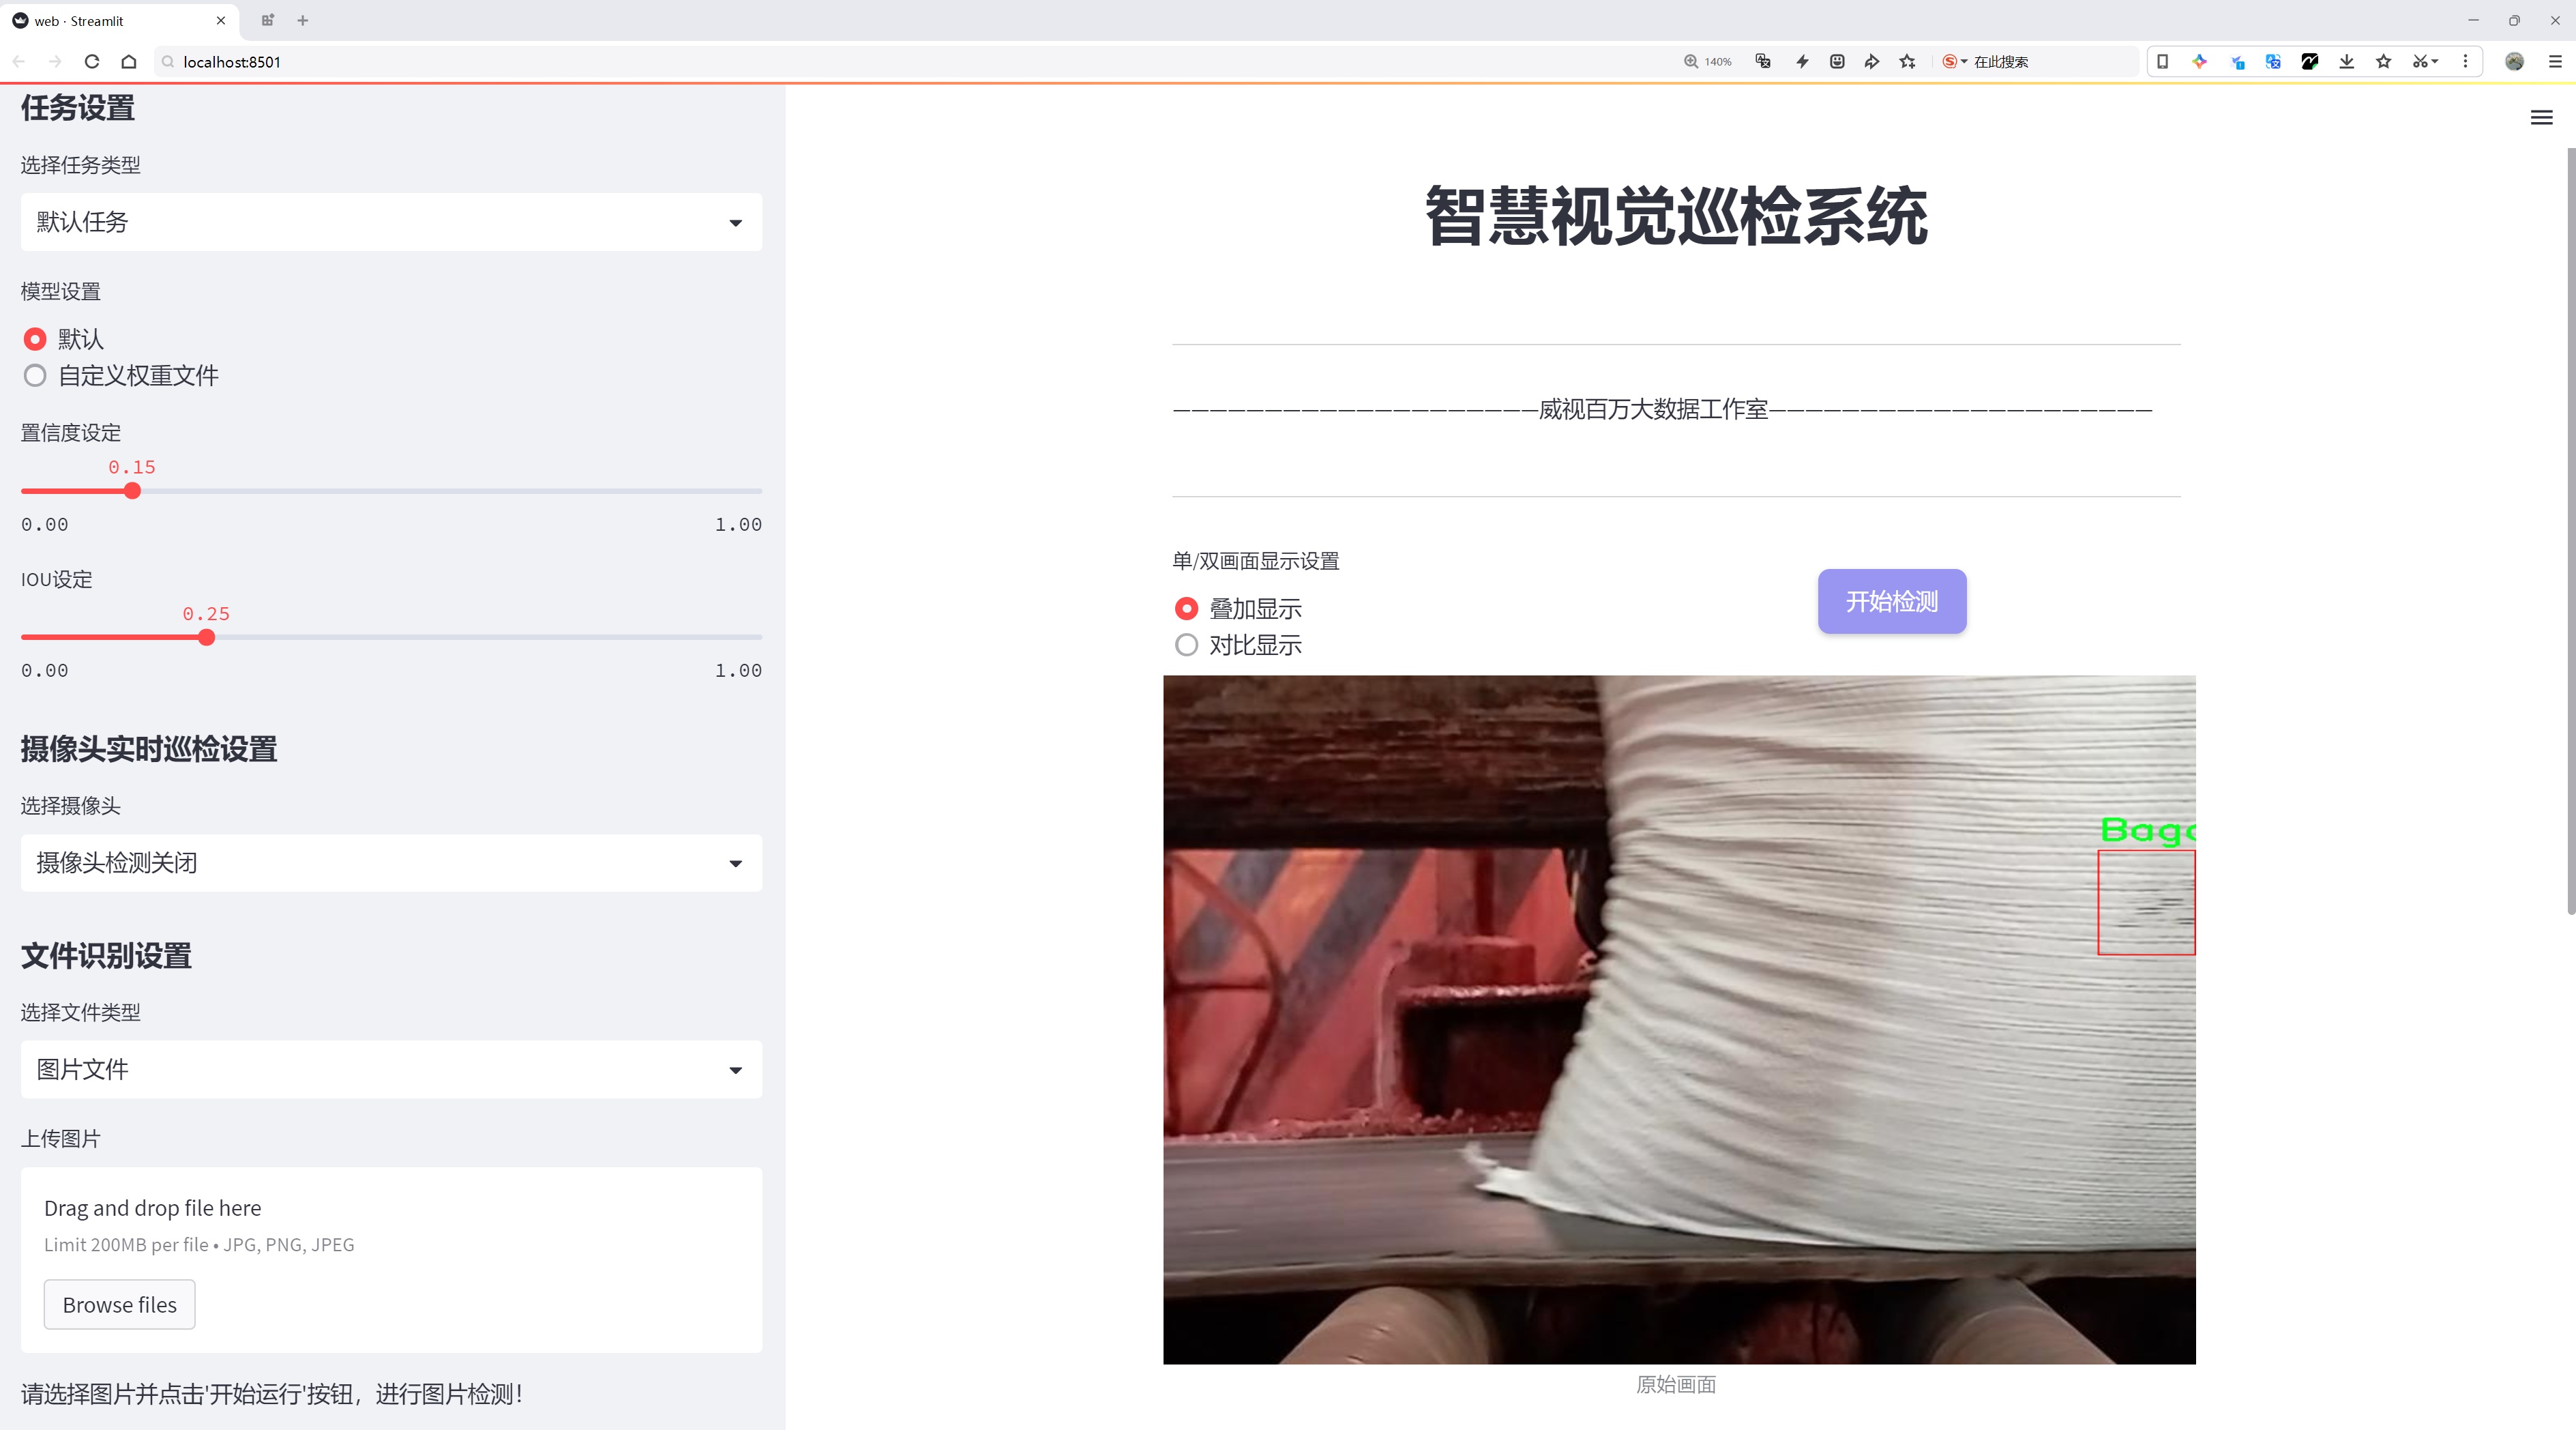 web · Streamlit
localhost:8501
140%
在此搜索
任务设置
选择任务类型
默认任务
模型设置
默认
自定义权重文件
置信度设定
0.15
0.00
1.00
IOU设定
0.25
0.00
1.00
摄像头实时巡检设置
选择摄像头
摄像头检测关闭
文件识别设置
选择文件类型
图片文件
上传图片
Drag and drop file here
Limit 200MB per file • JPG, PNG, JPEG
Browse files
请选择图片并点击'开始运行'按钮，进行图片检测！
智慧视觉巡检系统
————————————————————威视百万大数据工作室—————————————————————
单/双画面显示设置
叠加显示
对比显示
开始检测
原始画面